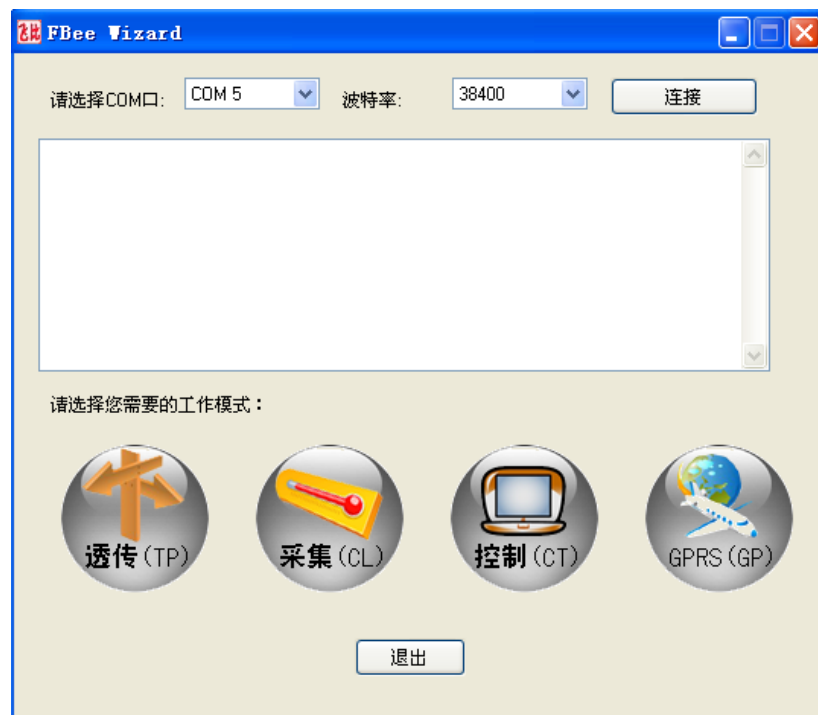 飞比 FBee Wizard
请选择COM口: COM 5 波特率: 38400 连接
请选择您需要的工作模式：
透传(TP) 采集(CL) 控制(CT) GPRS(GP)
退出